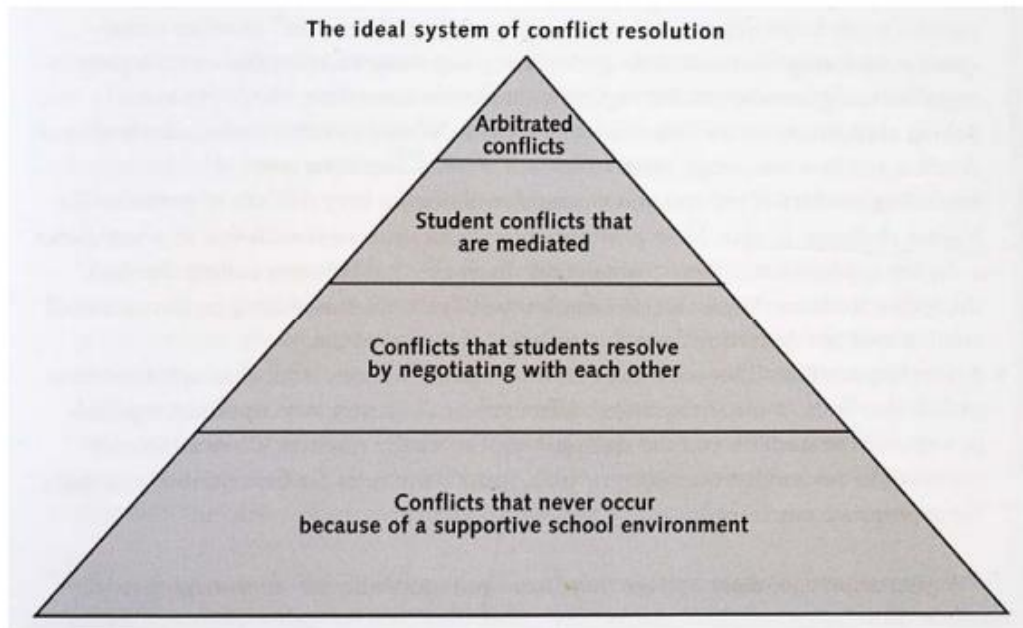 The ideal system of conflict resolution
Arbitrated
conflicts
Student conflicts that
are mediated
Conflicts that students resolve
by negotiating with each other
Conflicts that never occur
because of a supportive school environment